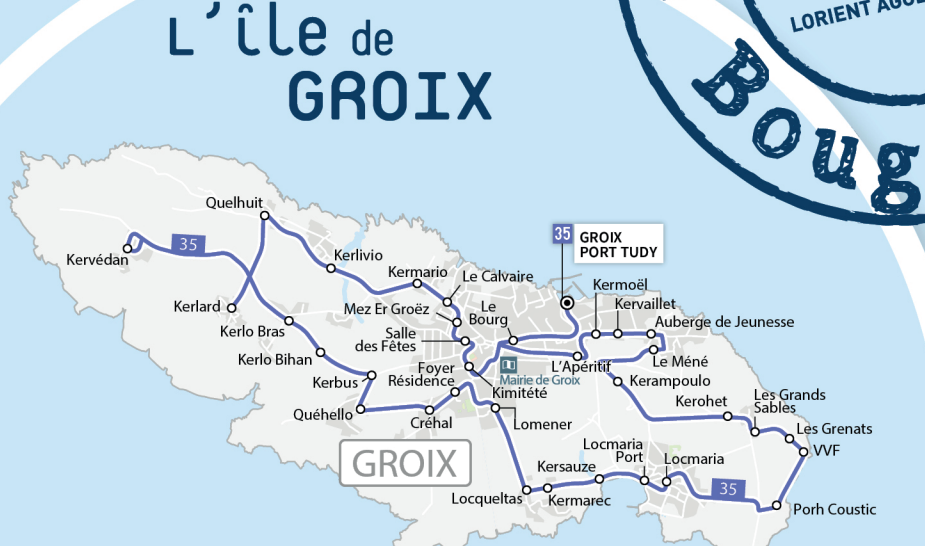 L'île de
GROIX
LORIENT
Boug
Quelhuit
35
GROIX
PORT TUDY
35
Kervédan
Kerlivio
Kermario
Le Calvaire
Kermoël
Kervaillet
Kerlard
Mez Er Groëz
Le
Bourg
Auberge de Jeunesse
Kerlo Bras
Salle
des Fêtes
Kerlo Bihan
Foyer
Résidence
L'Apéritif
Le Méné
Mairie de Groix
Kerbus
Kimitété
Kerampoulo
Quéhello
Créhal
Lomener
Kerohet
Les Grands
Sables
Les Grenats
VVF
GROIX
Locmaria
Port
Locmaria
Kersauze
Locqueltas
Kermarec
35
Porh Coustic